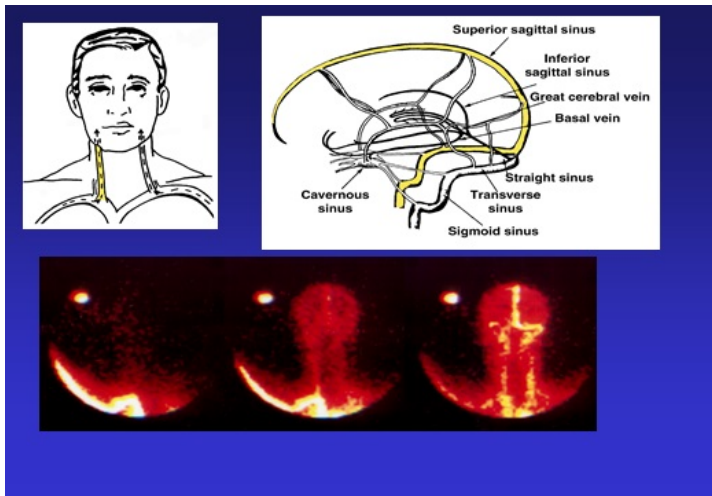 Superior sagittal sinus
Inferior
sagittal sinus
Great cerebral vein
Basal vein
Straight sinus
Cavernous
sinus
Transverse
sinus
Sigmoid sinus